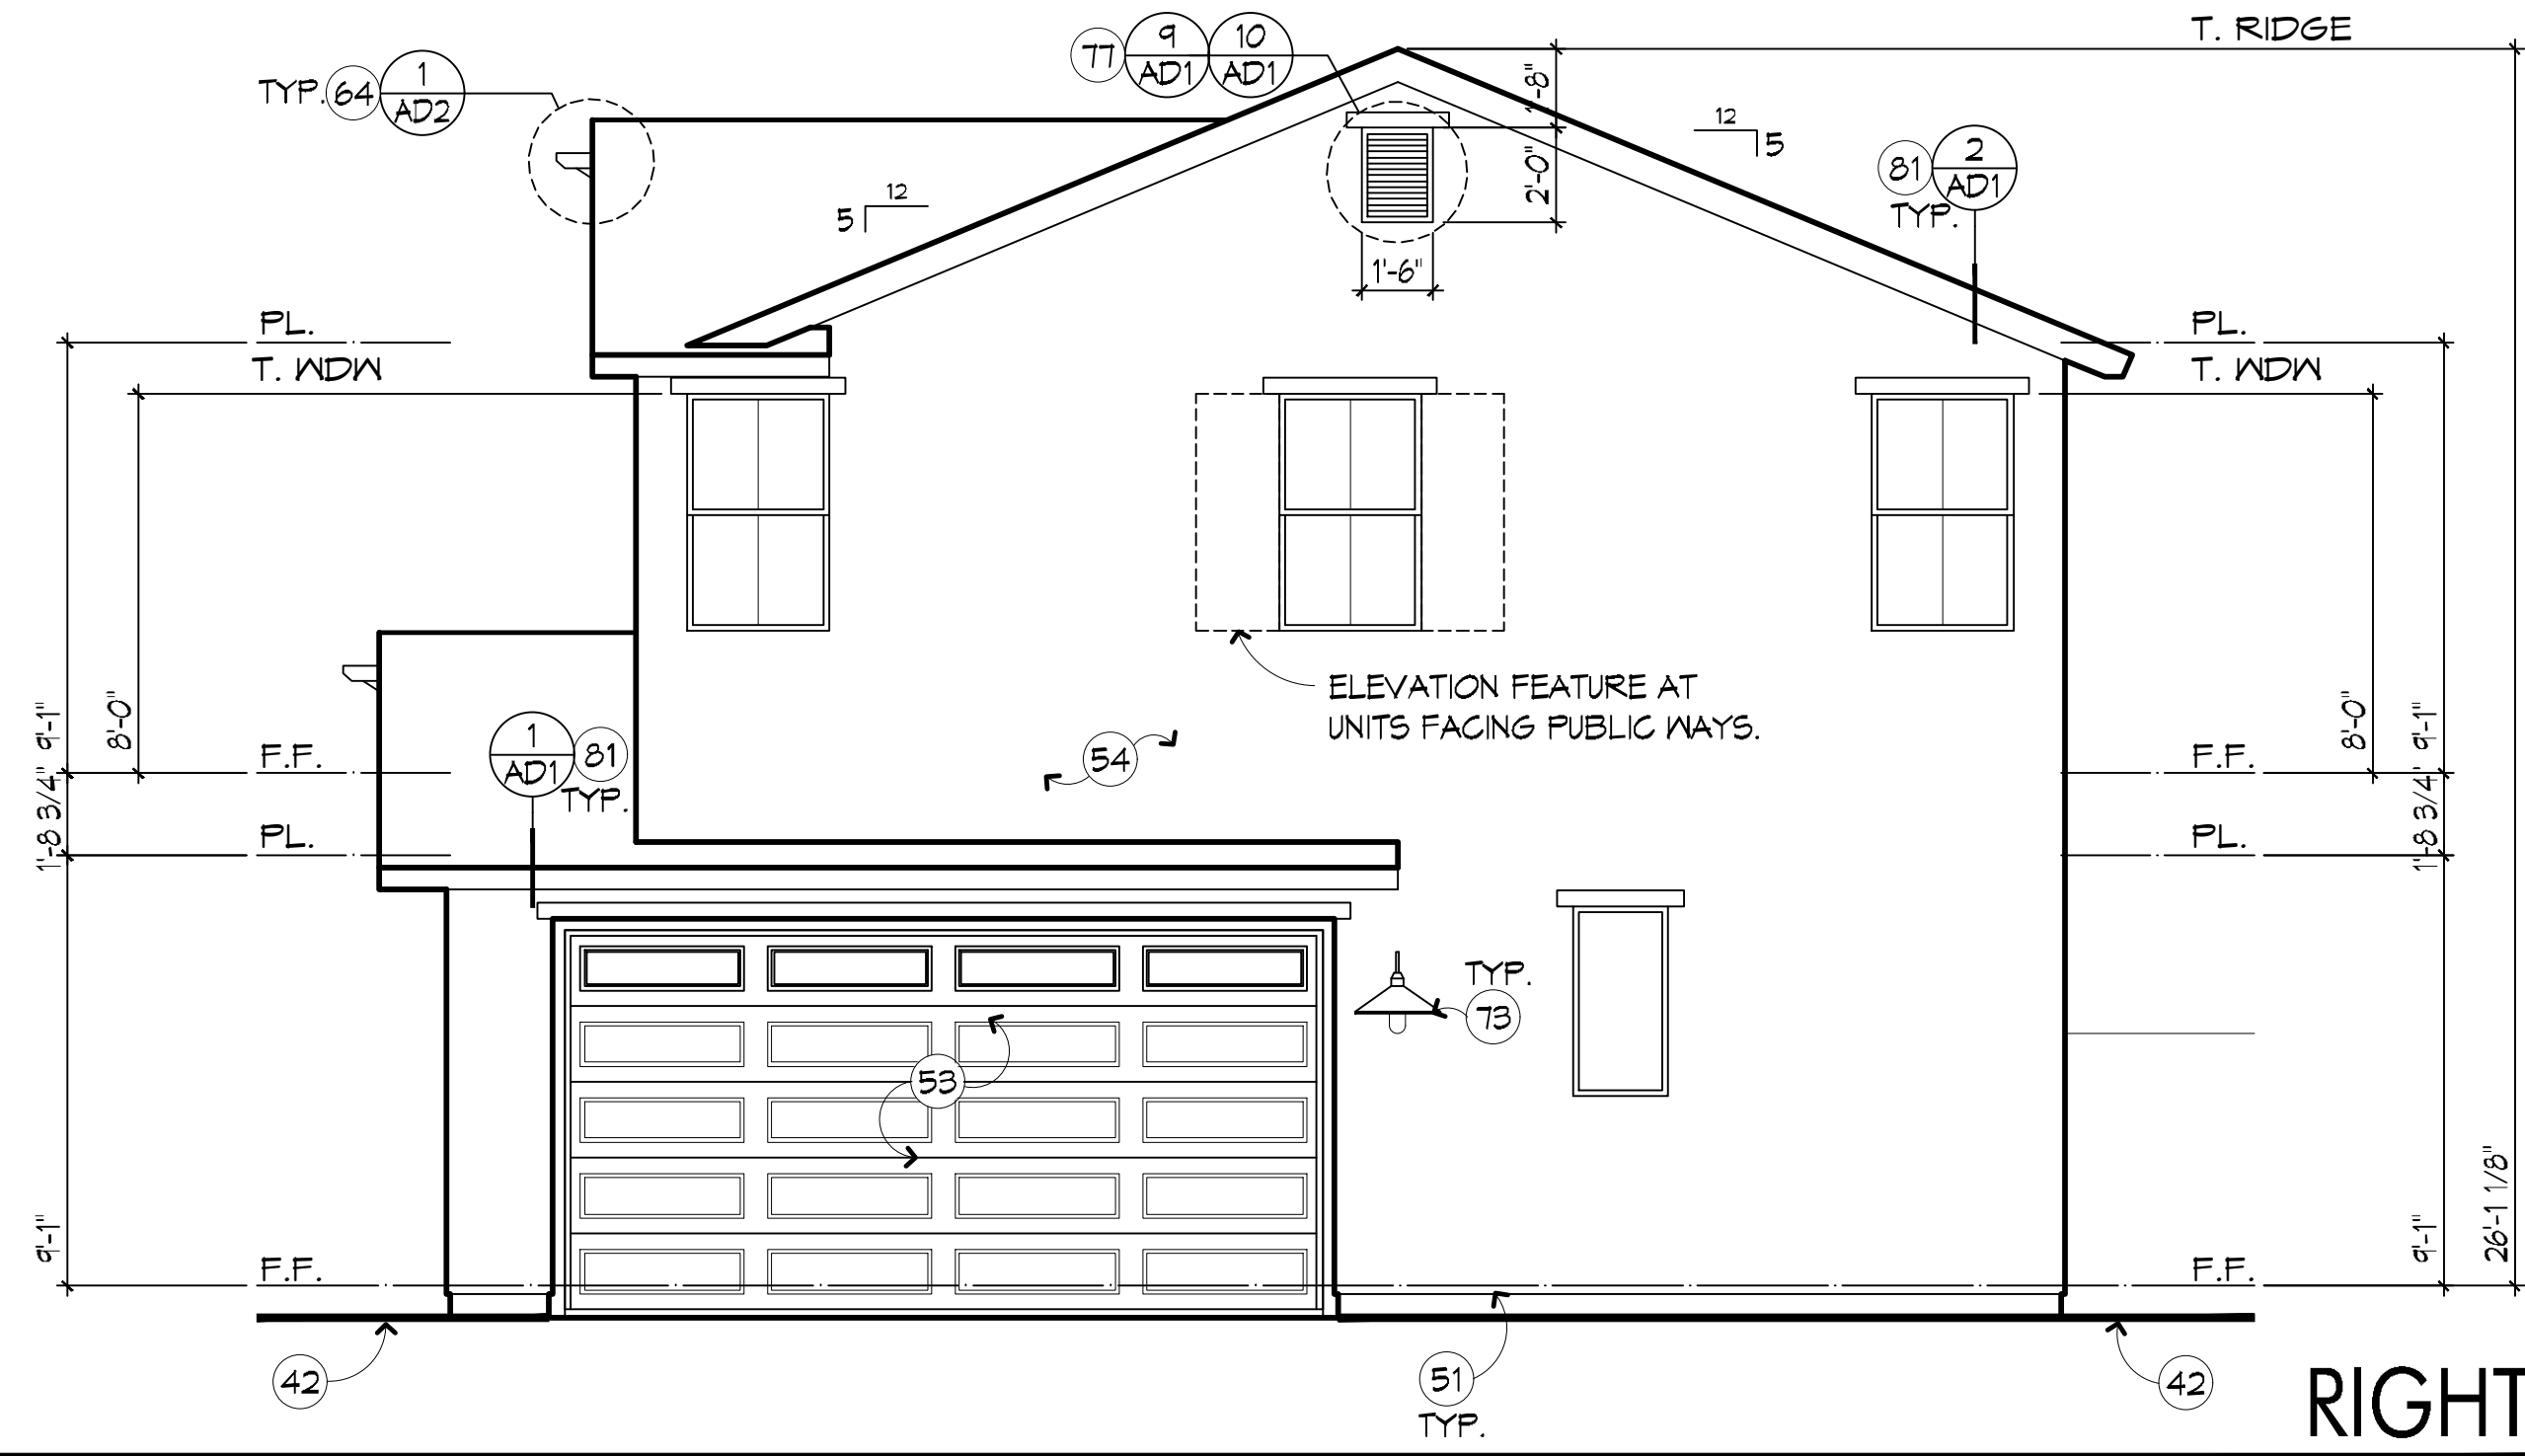 T. RIDGE
TYP. 64 1 AD2
77 9 AD1 10 AD1
1'-8"
2'-0"
1'-6"
12
5
12
5
81 2 AD1
TYP.
PL.
T. WDW
PL.
T. WDW
9'-1"
8'-0"
ELEVATION FEATURE AT
UNITS FACING PUBLIC WAYS.
8'-0"
9'-1"
1 AD1 81
TYP.
54
F.F.
F.F.
1'-8 3/4"
1'-8 3/4"
PL.
PL.
TYP.
73
53
9'-1"
9'-1"
26'-1 1/8"
F.F.
F.F.
42
51
TYP.
42
RIGHT